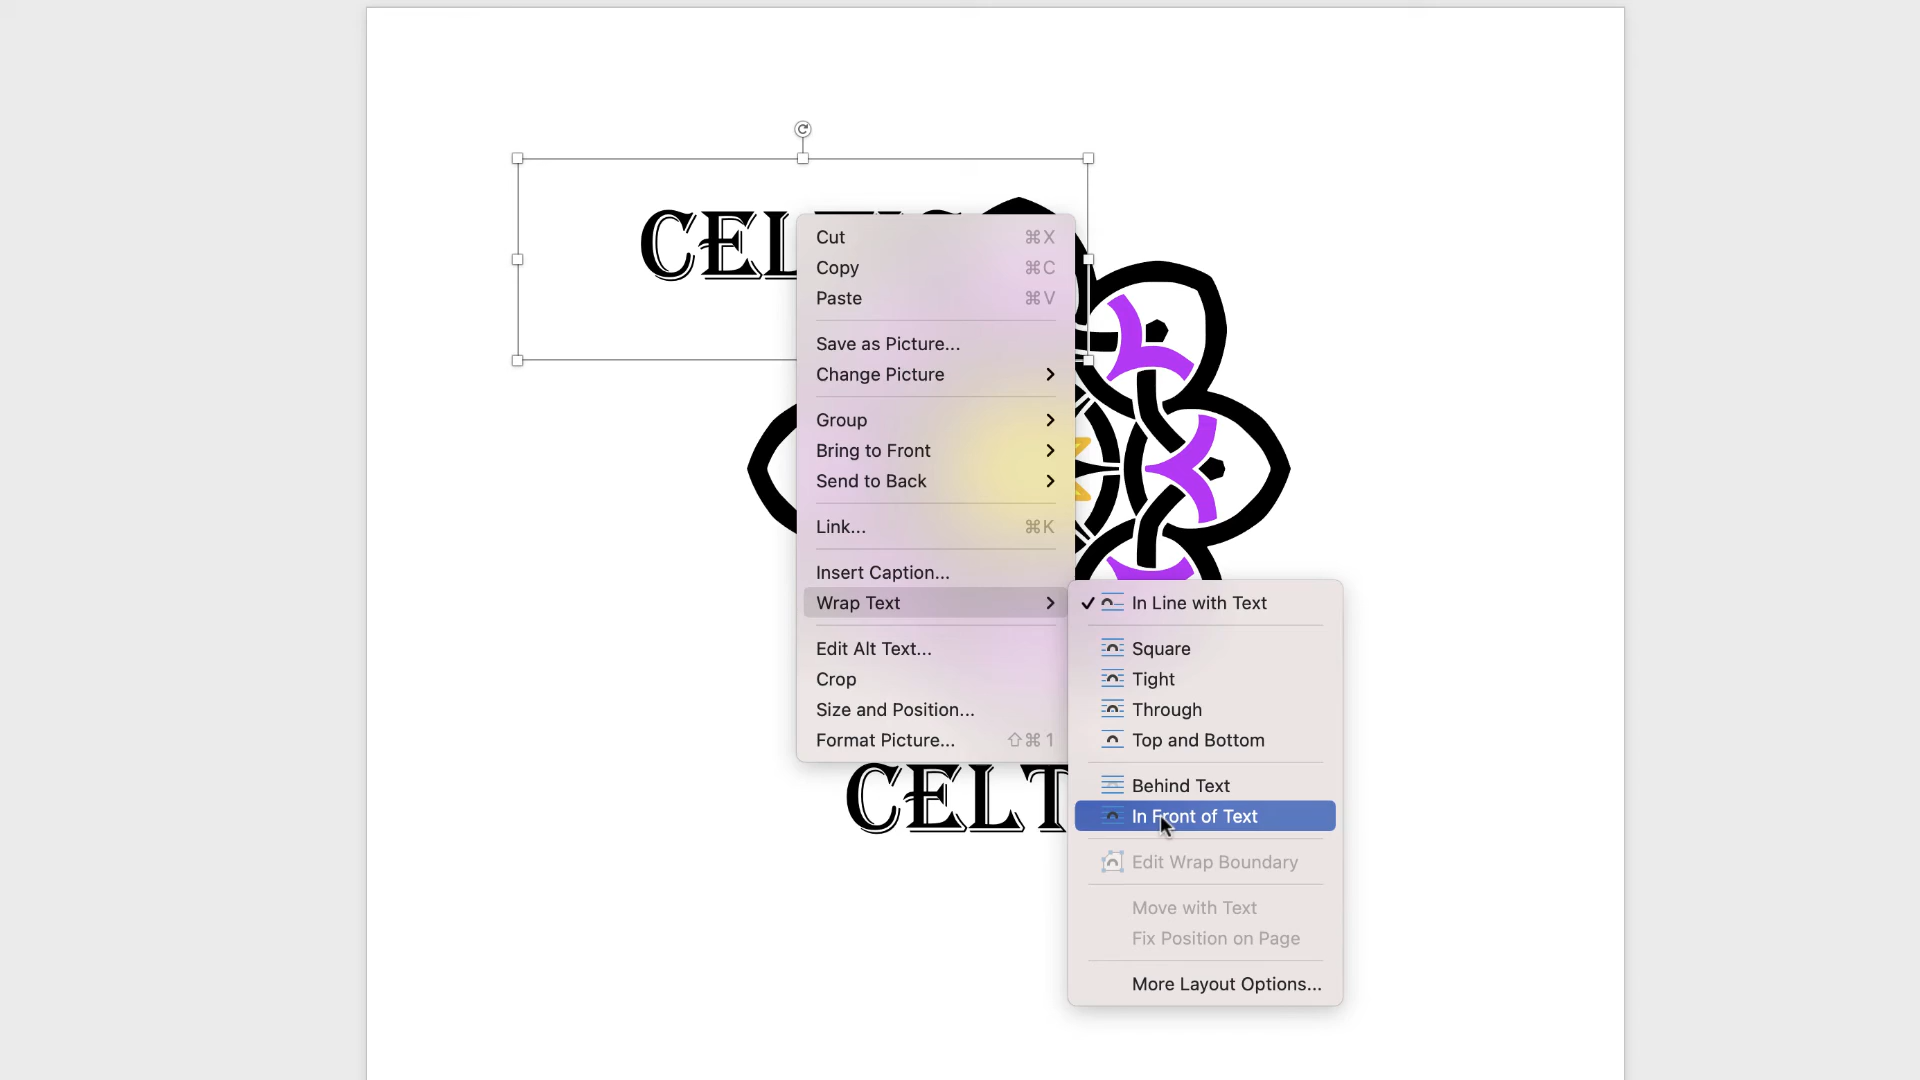 CEL
Cut ⌘X
Copy ⌘C
Paste ⌘V
Save as Picture...
Change Picture
Group
Bring to Front
Send to Back
Link... ⌘K
Insert Caption...
Wrap Text
Edit Alt Text...
Crop
Size and Position...
Format Picture... ⇧⌘1
In Line with Text
Square
Tight
Through
Top and Bottom
Behind Text
In Front of Text
Edit Wrap Boundary
Move with Text
Fix Position on Page
More Layout Options...
CELT